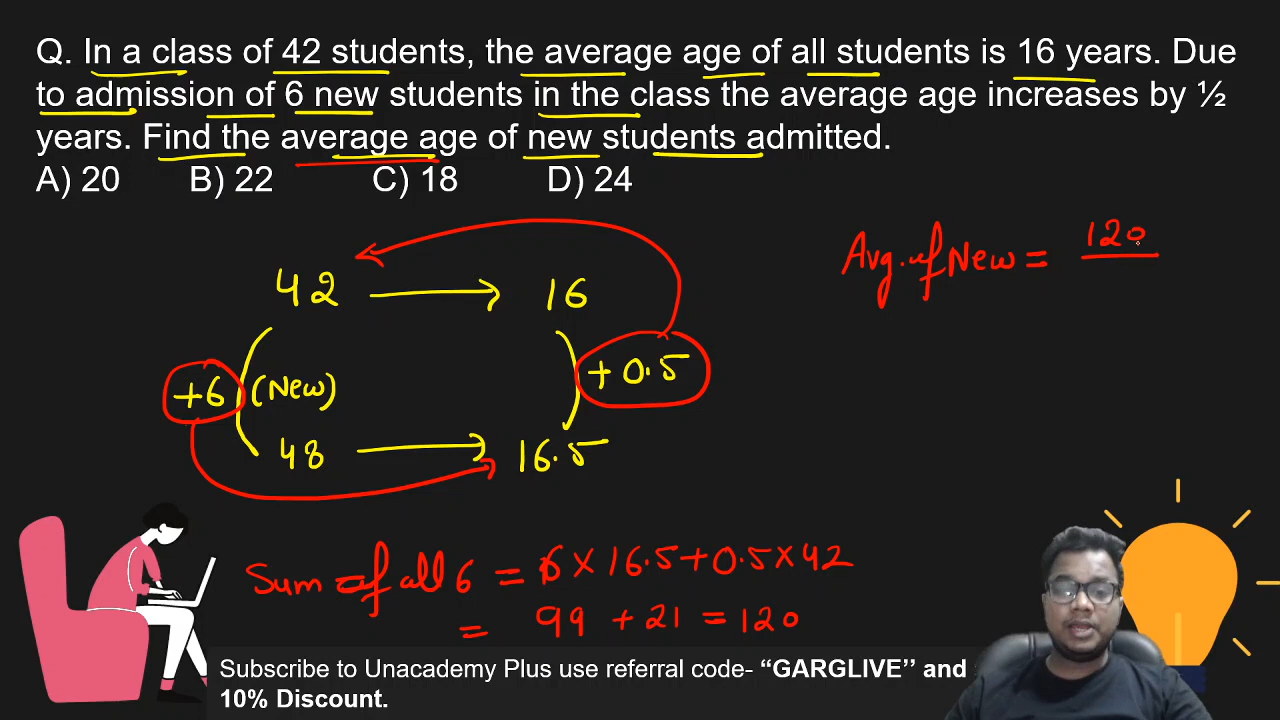 Q. In a class of 42 students, the average age of all students is 16 years. Due
to admission of 6 new students in the class the average age increases by ½
years. Find the average age of new students admitted.
A) 20 B) 22 C) 18 D) 24
Avg. of New = 120
42 → 16
+6 (New) +0.5
48 → 16.5
Sum of all 6 = 6×16.5+0.5×42
= 99 + 21 = 120
Subscribe to Unacademy Plus use referral code- “GARGLIVE’’ and
10% Discount.